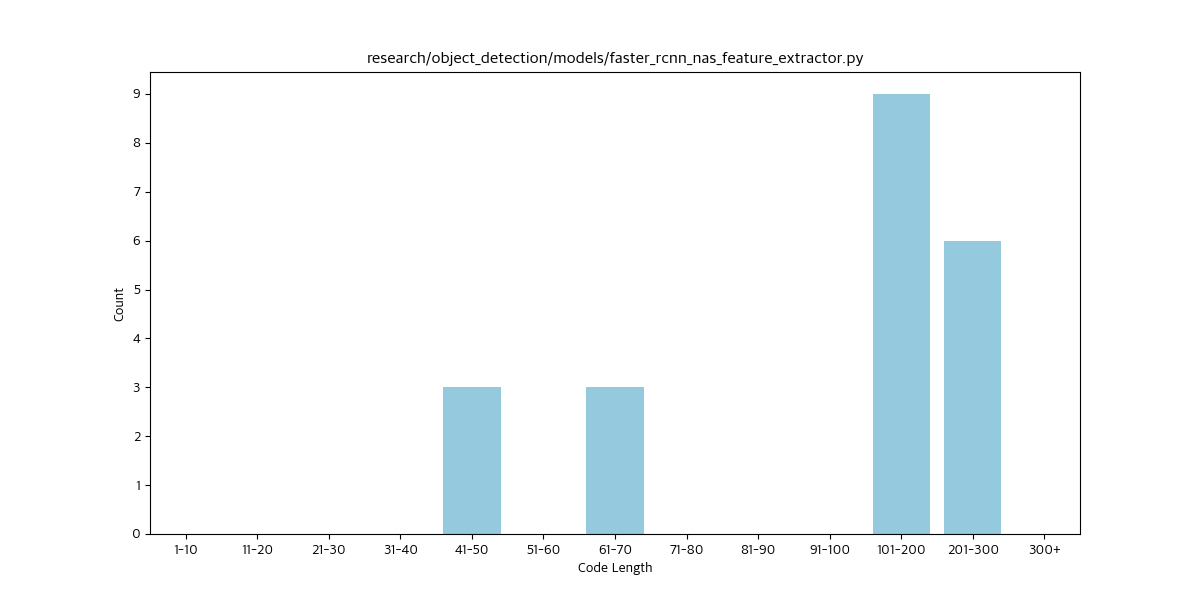 research/object_detection/models/faster_rcnn_nas_feature_extractor.py
9
8
7
6
5
4
3
2
1
0
Count
1-10 11-20 21-30 31-40 41-50 51-60 61-70 71-80 81-90 91-100 101-200 201-300 300+
Code Length